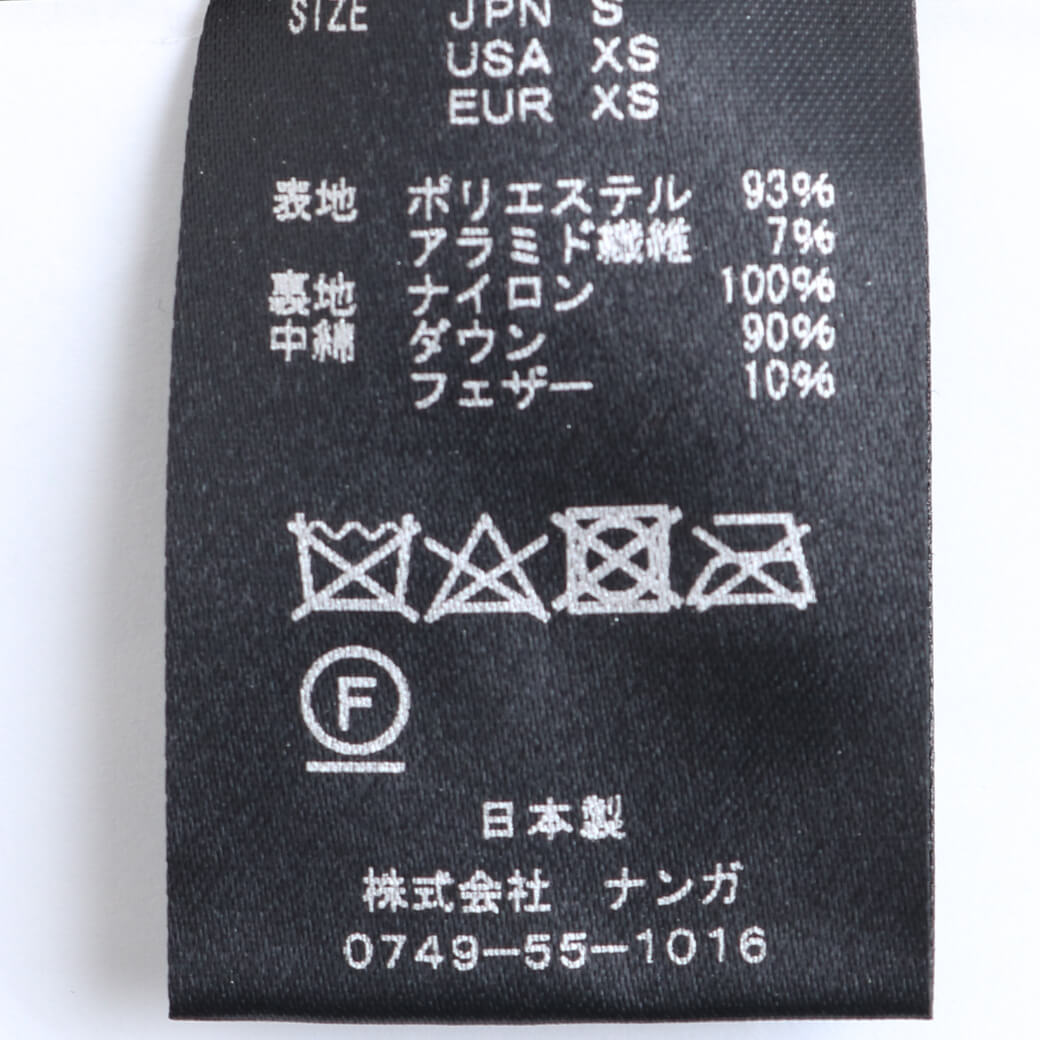 SIZE JPN S
USA XS
EUR XS
表地 ポリエステル 93%
アラミド繊維 7%
裏地 ナイロン 100%
中綿 ダウン 90%
フェザー 10%
F
日本製
株式会社 ナンガ
0749-55-1016